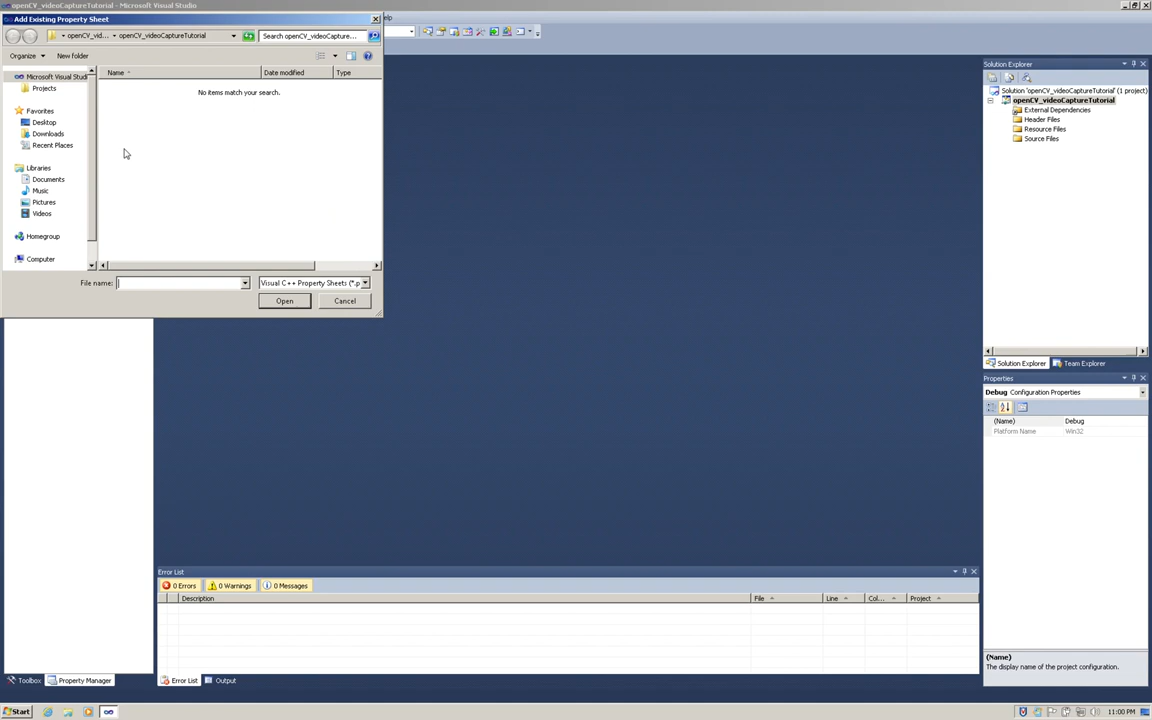 openCV_videoCaptureTutorial - Microsoft Visual Studio
Add Existing Property Sheet
openCV_vid... openCV_videoCaptureTutorial
Search openCV_videoCapture...
Organize
New folder
Name
Date modified
Type
No items match your search.
Microsoft Visual Studi
Projects
Favorites
Desktop
Downloads
Recent Places
Libraries
Documents
Music
Pictures
Videos
Homegroup
Computer
File name:
Visual C++ Property Sheets (*.p
Open
Cancel
Solution Explorer
Solution 'openCV_videoCaptureTutorial' (1 project)
openCV_videoCaptureTutorial
External Dependencies
Header Files
Resource Files
Source Files
Solution Explorer
Team Explorer
Properties
Debug Configuration Properties
(Name) Debug
Platform Name Win32
(Name)
The display name of the project configuration.
Error List
0 Errors
0 Warnings
0 Messages
Description
File
Line
Col...
Project
Toolbox
Property Manager
Error List
Output
Start
11:00 PM